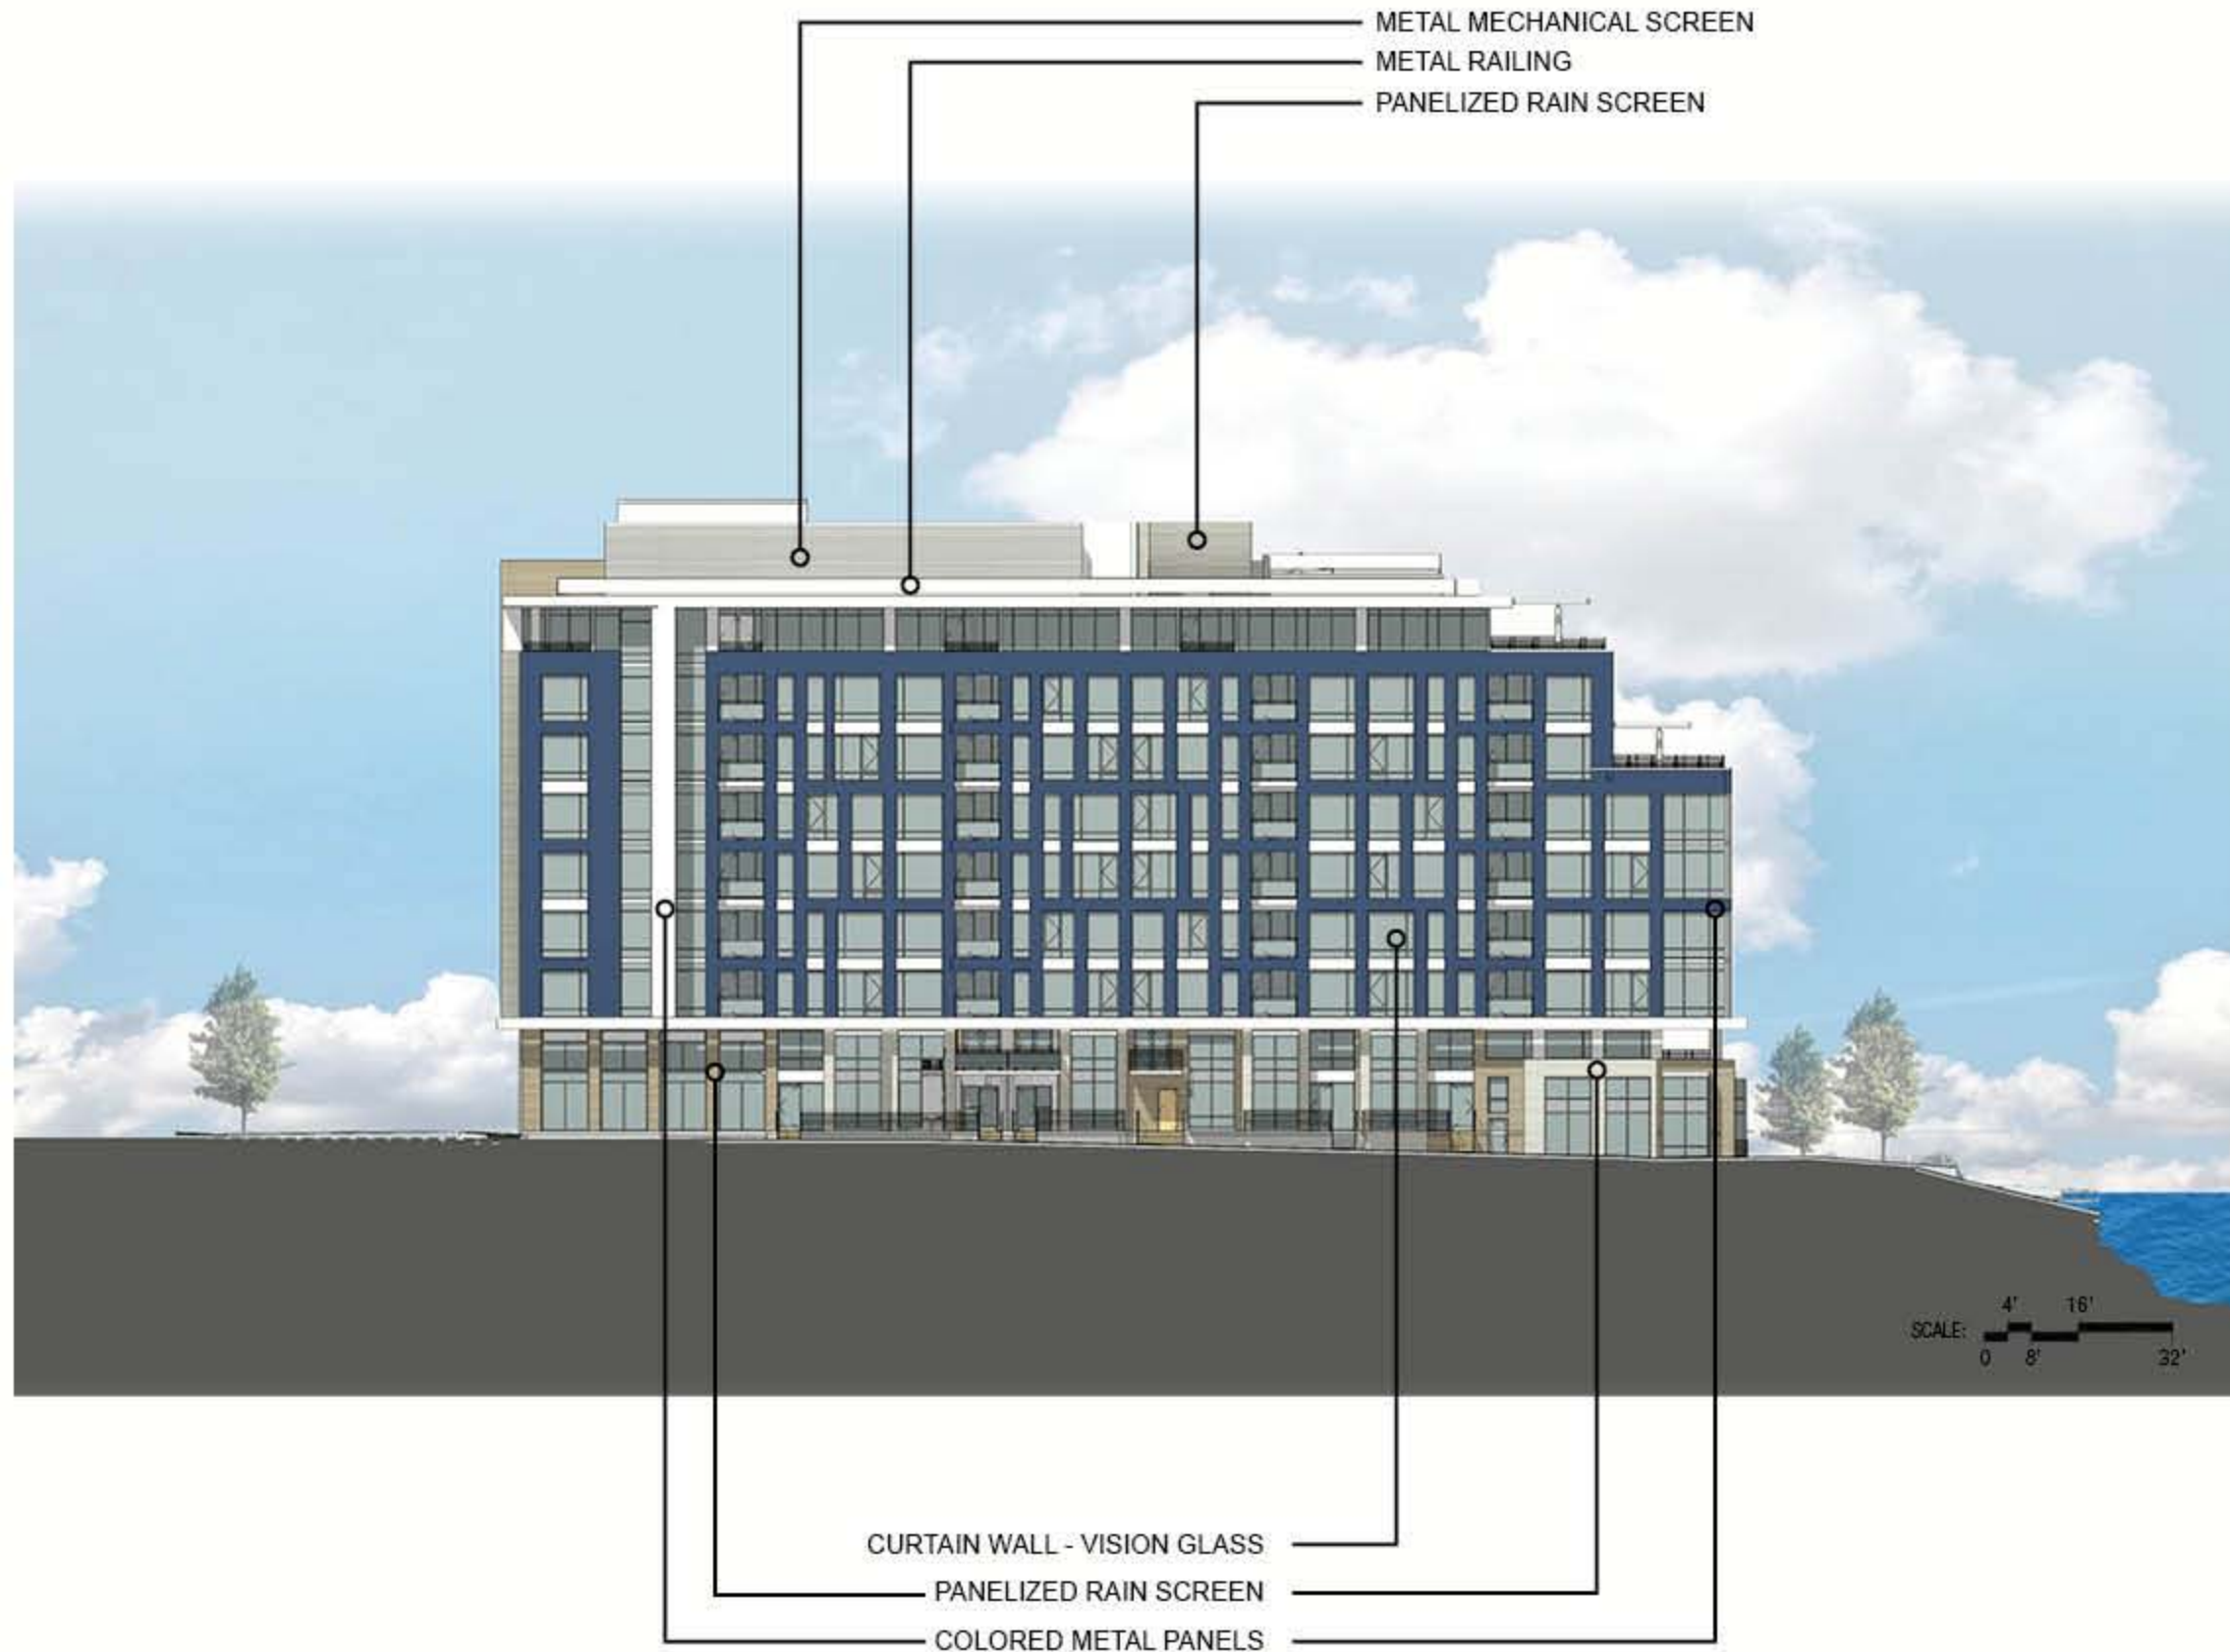 METAL MECHANICAL SCREEN
METAL RAILING
PANELIZED RAIN SCREEN
4' 16'
SCALE:
0 8' 32'
CURTAIN WALL - VISION GLASS
PANELIZED RAIN SCREEN
COLORED METAL PANELS